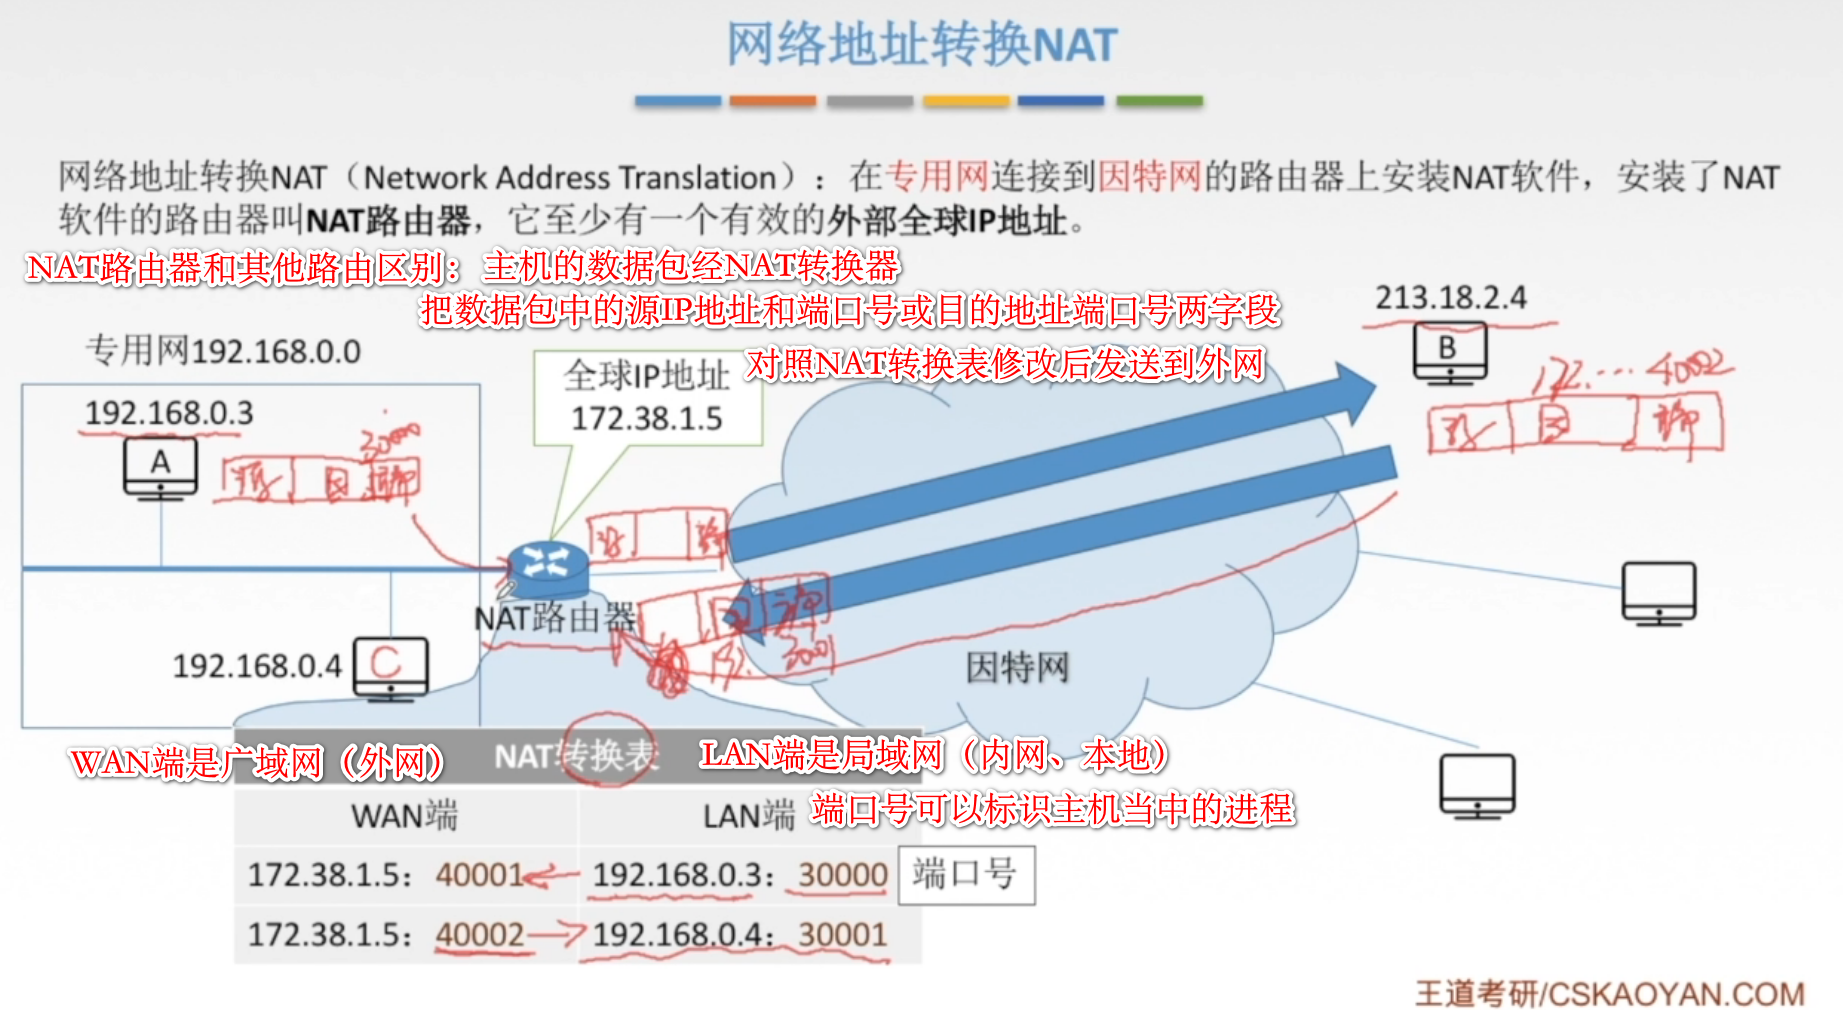 网络地址转换NAT
网络地址转换NAT（Network Address Translation）：在专用网连接到因特网的路由器上安装NAT软件，安装了NAT
软件的路由器叫NAT路由器，它至少有一个有效的外部全球IP地址。
NAT路由器和其他路由区别： 主机的数据包经NAT转换器
把数据包中的源IP地址和端口号或目的地址端口号两字段
对照NAT转换表修改后发送到外网
213.18.2.4
B
122.... 40002
专用网192.168.0.0
全球IP地址
172.38.1.5
192.168.0.3
30000
A
NAT路由器
192. 30001
192.168.0.4
C
因特网
WAN端是广域网（外网）
NAT转换表
LAN端是局域网（内网、本地）
WAN端
LAN端
端口号可以标识主机当中的进程
172.38.1.5： 40001
192.168.0.3： 30000
端口号
172.38.1.5： 40002
192.168.0.4： 30001
王道考研/CSKAOYAN.COM